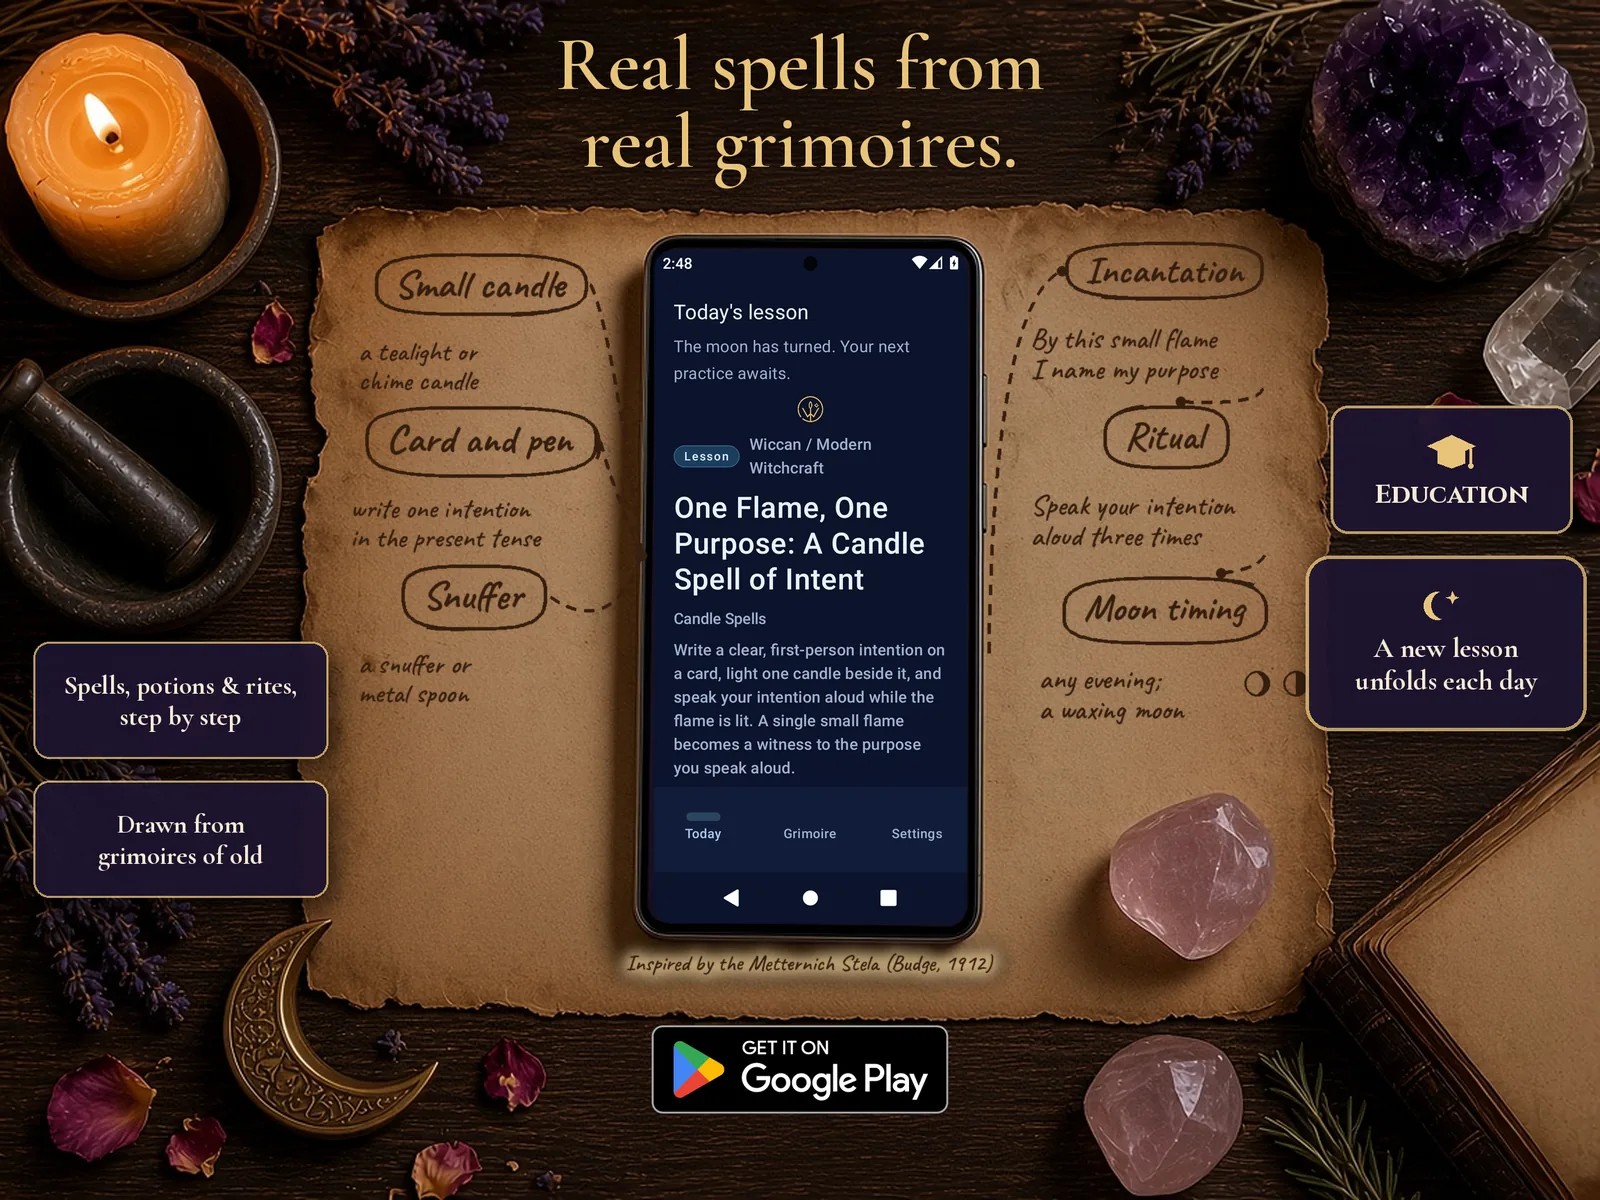 Real spells from
real grimoires.
Small candle
a tealight or
chime candle
Card and pen
write one intention
in the present tense
Snuffer
a snuffer or
metal spoon
Spells, potions & rites,
step by step
Drawn from
grimoires of old
2:48
Today's lesson
The moon has turned. Your next
practice awaits.
Lesson
Wiccan / Modern
Witchcraft
One Flame, One
Purpose: A Candle
Spell of Intent
Candle Spells
Write a clear, first-person intention on
a card, light one candle beside it, and
speak your intention aloud while the
flame is lit. A single small flame
becomes a witness to the purpose
you speak aloud.
Today
Grimoire
Settings
Incantation
By this small flame
I name my purpose
Ritual
Speak your intention
aloud three times
Moon timing
any evening;
a waxing moon
EDUCATION
A new lesson
unfolds each day
Inspired by the Metternich Stela (Budge, 1912)
GET IT ON
Google Play